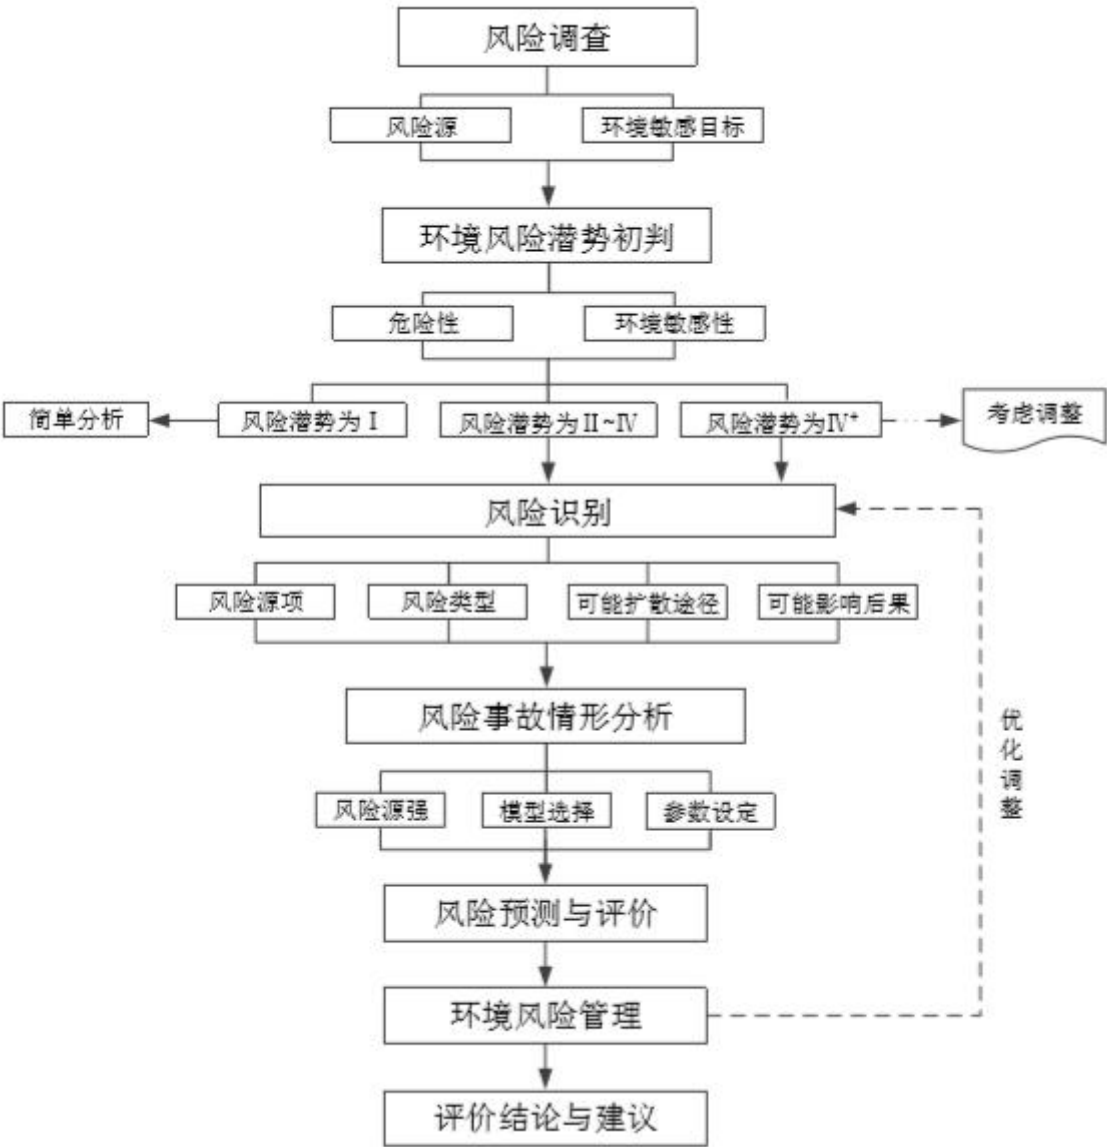 风险调查
风险源
环境敏感目标
环境风险潜势初判
危险性
环境敏感性
简单分析
风险潜势为Ⅰ
风险潜势为Ⅱ~Ⅳ
风险潜势为Ⅳ⁺
考虑调整
风险识别
风险源项
风险类型
可能扩散途径
可能影响后果
风险事故情形分析
优化调整
风险源强
模型选择
参数设定
风险预测与评价
环境风险管理
评价结论与建议